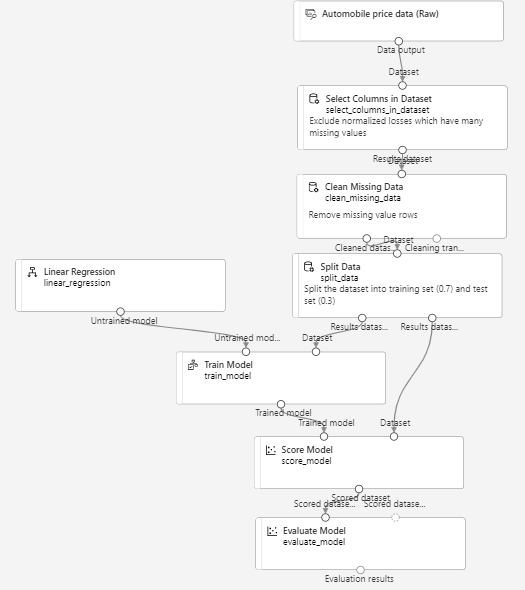 Automobile price data (Raw)
Data output
Dataset
Select Columns in Dataset
select_columns_in_dataset
Exclude normalized losses which have many
missing values
Results dataset
Dataset
Clean Missing Data
clean_missing_data
Remove missing value rows
Dataset
Cleaned datas... Cleaning tran...
Split Data
split_data
Split the dataset into training set (0.7) and test
set (0.3)
Linear Regression
linear_regression
Untrained model
Results datas... Results datas...
Untrained mod... Dataset
Train Model
train_model
Trained model
Trained model Dataset
Score Model
score_model
Scored dataset
Scored datase... Scored datase...
Evaluate Model
evaluate_model
Evaluation results